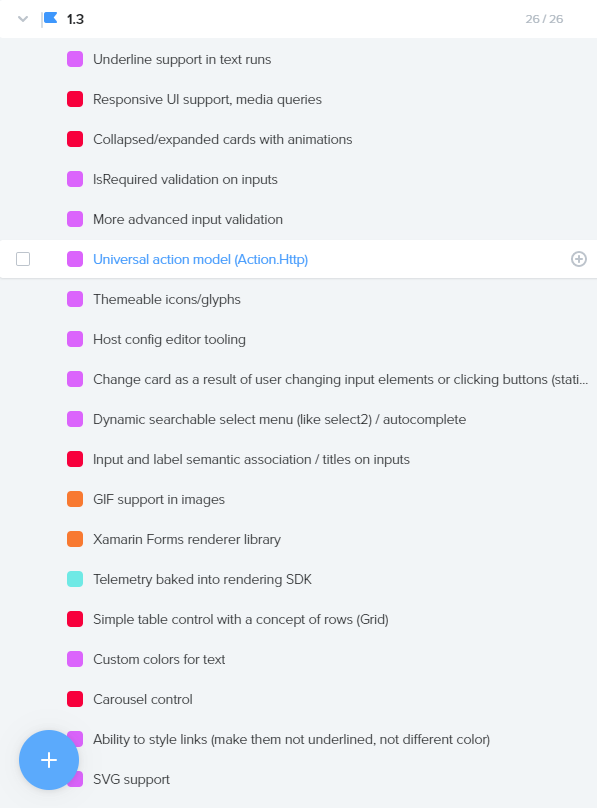 1.3
26 / 26
Underline support in text runs
Responsive UI support, media queries
Collapsed/expanded cards with animations
IsRequired validation on inputs
More advanced input validation
Universal action model (Action.Http)
Themeable icons/glyphs
Host config editor tooling
Change card as a result of user changing input elements or clicking buttons (stati...
Dynamic searchable select menu (like select2) / autocomplete
Input and label semantic association / titles on inputs
GIF support in images
Xamarin Forms renderer library
Telemetry baked into rendering SDK
Simple table control with a concept of rows (Grid)
Custom colors for text
Carousel control
Ability to style links (make them not underlined, not different color)
SVG support